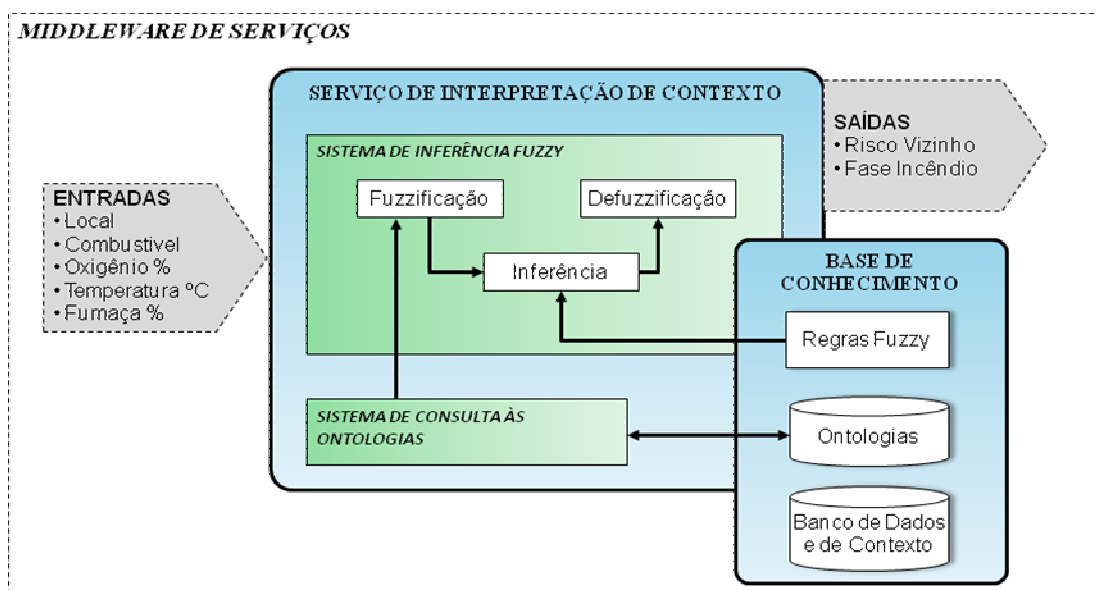 MIDDLEWARE DE SERVIÇOS
SERVIÇO DE INTERPRETAÇÃO DE CONTEXTO
SISTEMA DE INFERÊNCIA FUZZY
Fuzzificação
Defuzzificação
Inferência
ENTRADAS
• Local
• Combustivel
• Oxigênio %
• Temperatura ºC
• Fumaça %
SAÍDAS
• Risco Vizinho
• Fase Incêndio
SISTEMA DE CONSULTA ÀS
ONTOLOGIAS
BASE DE
CONHECIMENTO
Regras Fuzzy
Ontologias
Banco de Dados
e de Contexto